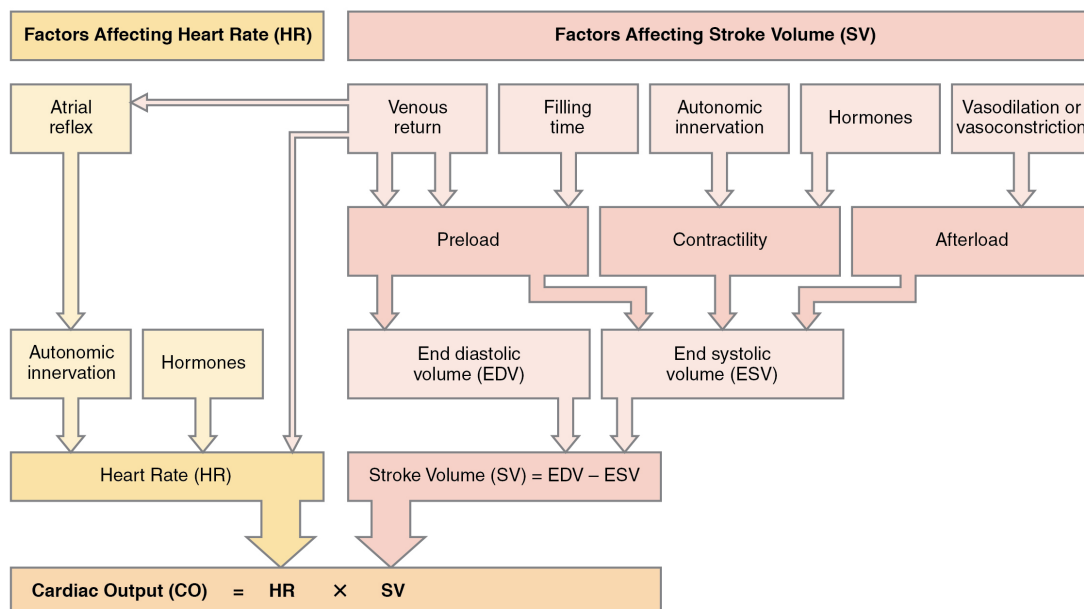 Factors Affecting Heart Rate (HR)
Factors Affecting Stroke Volume (SV)
Atrial
reflex
Venous
return
Filling
time
Autonomic
innervation
Hormones
Vasodilation or
vasoconstriction
Preload
Contractility
Afterload
Autonomic
innervation
Hormones
End diastolic
volume (EDV)
End systolic
volume (ESV)
Heart Rate (HR)
Stroke Volume (SV) = EDV – ESV
Cardiac Output (CO) = HR × SV